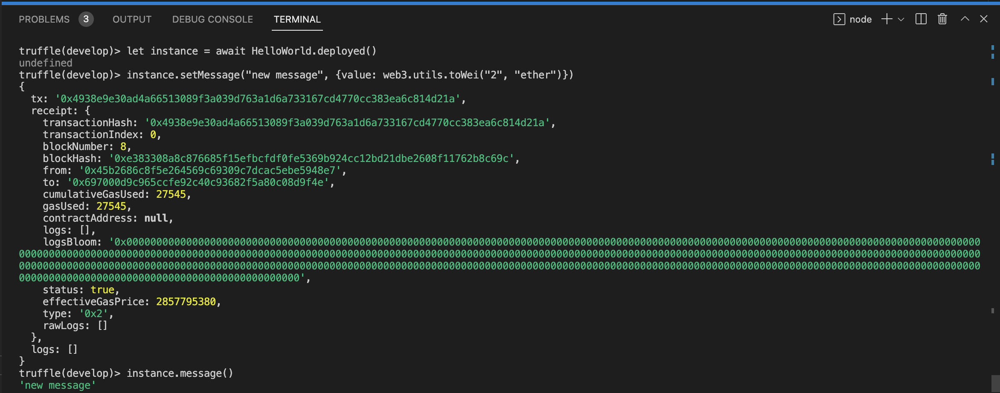 PROBLEMS 3 OUTPUT DEBUG CONSOLE TERMINAL node
truffle(develop)> let instance = await HelloWorld.deployed()
undefined
truffle(develop)> instance.setMessage("new message", {value: web3.utils.toWei("2", "ether")})
{
  tx: '0x4938e9e30ad4a66513089f3a039d763a1d6a733167cd4770cc383ea6c814d21a',
  receipt: {
    transactionHash: '0x4938e9e30ad4a66513089f3a039d763a1d6a733167cd4770cc383ea6c814d21a',
    transactionIndex: 0,
    blockNumber: 8,
    blockHash: '0xe383308a8c876685f15efbcfdf0fe5369b924cc12bd21dbe2608f11762b8c69c',
    from: '0x45b2686c8f5e264569c69309c7dcac5ebe5948e7',
    to: '0x697000d9c965ccfe92c40c93682f5a80c08d9f4e',
    cumulativeGasUsed: 27545,
    gasUsed: 27545,
    contractAddress: null,
    logs: [],
    logsBloom: '0x00000000000000000000000000000000000000000000000000000000000000000000000000000000000000000000000000000000000000000000000000000000000000000000000
00000000000000000000000000000000000000000000000000000000000000000000000000000000000000000000000000000000000000000000000000000000000000000000000000000000000000000
00000000000000000000000000000000000000000000000000000000000000000000000000000000000000000000000000000000000000000000000000000000000000000000000000000000000000000
00000000000000000000000000000000000000000000000',
    status: true,
    effectiveGasPrice: 2857795380,
    type: '0x2',
    rawLogs: []
  },
  logs: []
}
truffle(develop)> instance.message()
'new message'